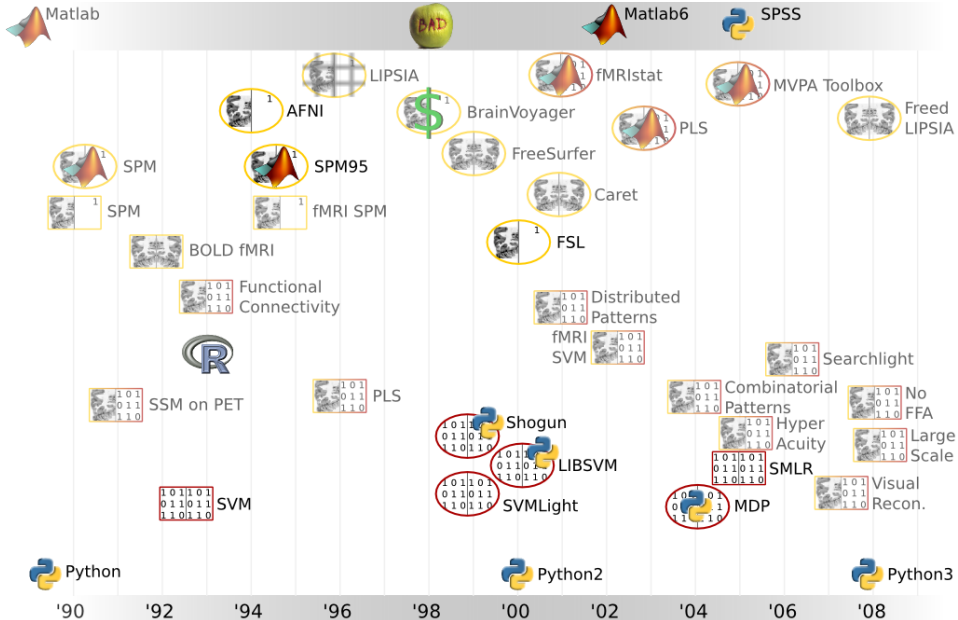 Matlab
BAD
Matlab6
SPSS
LIPSIA
fMRIstat
MVPA Toolbox
AFNI
$
BrainVoyager
PLS
Freed
LIPSIA
FreeSurfer
SPM
SPM95
Caret
SPM
fMRI SPM
FSL
BOLD fMRI
Functional
Connectivity
Distributed
Patterns
fMRI
SVM
R
Searchlight
SSM on PET
PLS
Combinatorial
Patterns
No
FFA
Shogun
Hyper
Acuity
Large
Scale
LIBSVM
SMLR
SVM
SVMLight
MDP
Visual
Recon.
Python
Python2
Python3
'90
'92
'94
'96
'98
'00
'02
'04
'06
'08